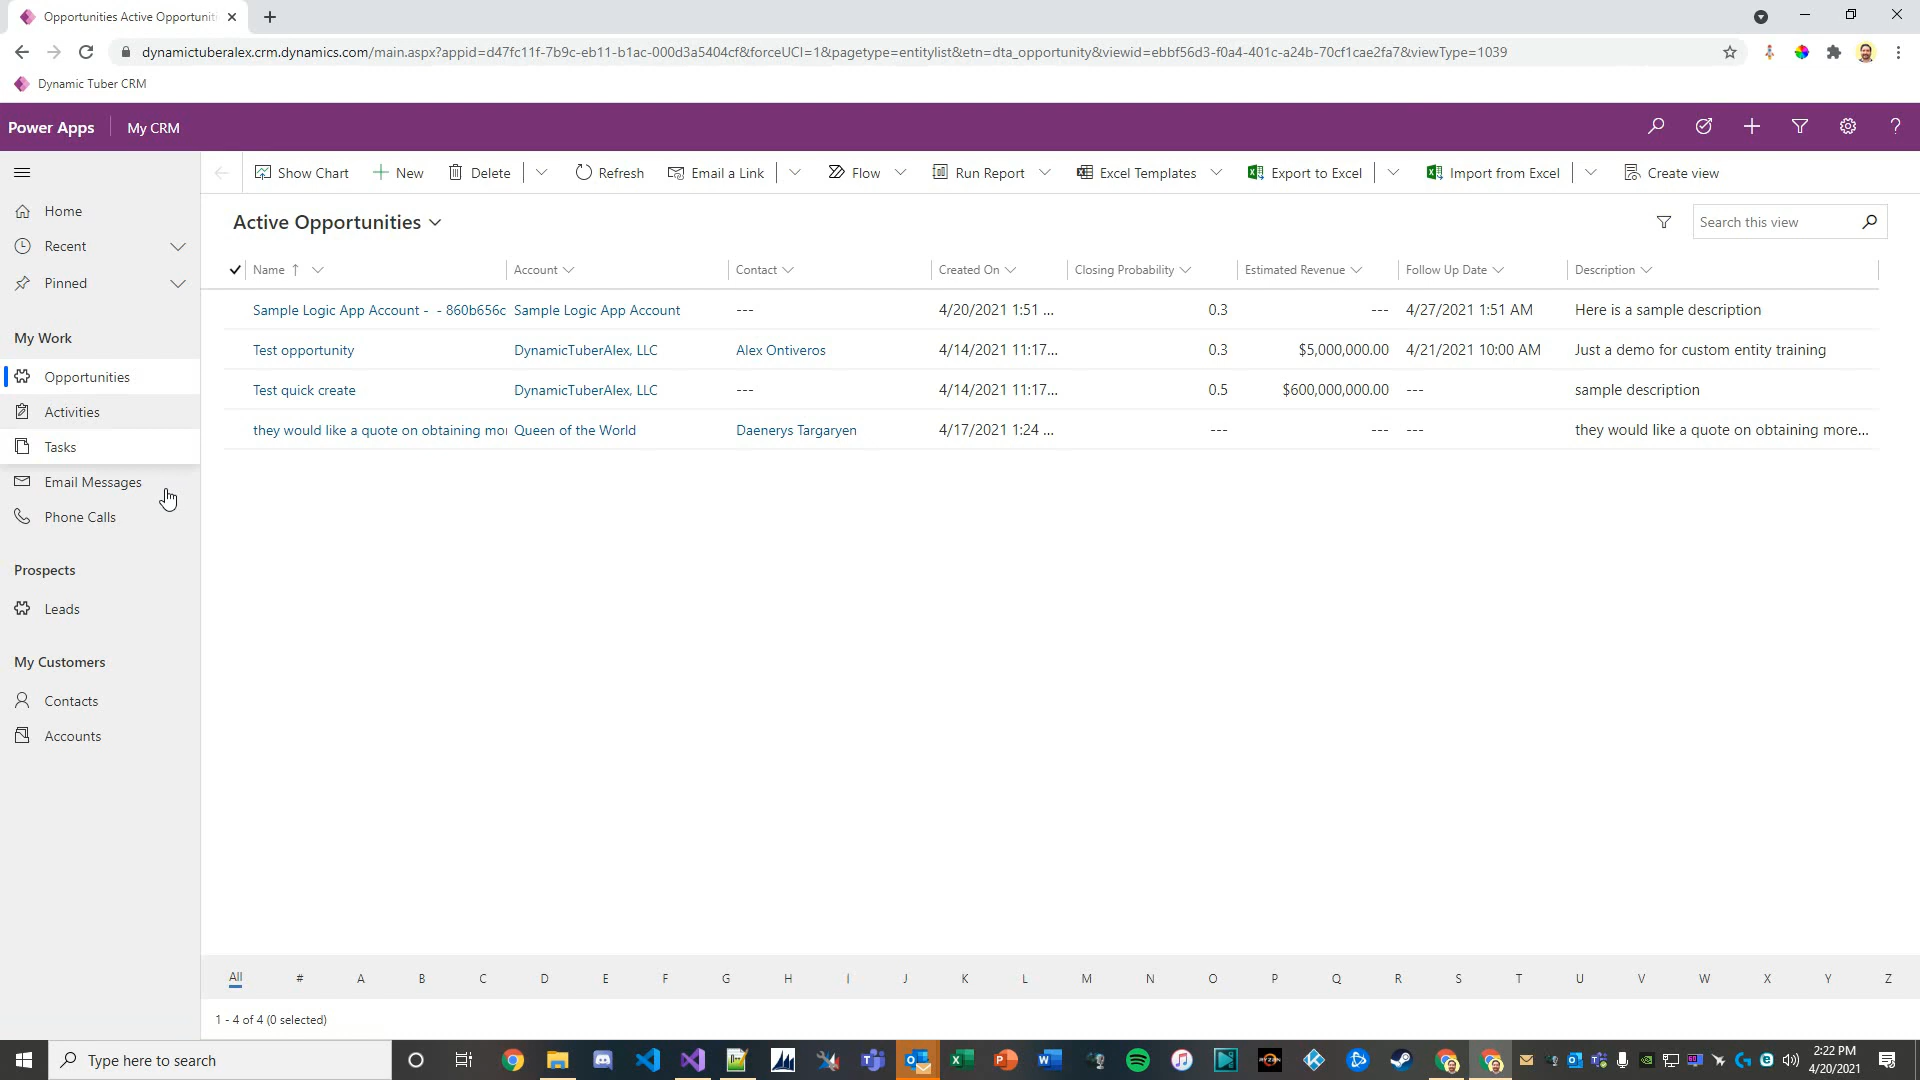 Opportunities Active Opportuniti
dynamictuberalex.crm.dynamics.com/main.aspx?appid=d47fc11f-7b9c-eb11-b1ac-000d3a5404cf&forceUCI=1&pagetype=entitylist&etn=dta_opportunity&viewid=ebbf56d3-f0a4-401c-a24b-70cf1cae2fa7&viewType=1039
Dynamic Tuber CRM
Power Apps My CRM
Show Chart New Delete Refresh Email a Link Flow Run Report Excel Templates Export to Excel Import from Excel Create view
Home
Recent
Pinned
My Work
Opportunities
Activities
Tasks
Email Messages
Phone Calls
Prospects
Leads
My Customers
Contacts
Accounts
Active Opportunities
Search this view
Name Account Contact Created On Closing Probability Estimated Revenue Follow Up Date Description
Sample Logic App Account - - 860b656c Sample Logic App Account --- 4/20/2021 1:51 ... 0.3 --- 4/27/2021 1:51 AM Here is a sample description
Test opportunity DynamicTuberAlex, LLC Alex Ontiveros 4/14/2021 11:17... 0.3 $5,000,000.00 4/21/2021 10:00 AM Just a demo for custom entity training
Test quick create DynamicTuberAlex, LLC --- 4/14/2021 11:17... 0.5 $600,000,000.00 --- sample description
they would like a quote on obtaining mor Queen of the World Daenerys Targaryen 4/17/2021 1:24 ... --- --- --- they would like a quote on obtaining more...
All # A B C D E F G H I J K L M N O P Q R S T U V W X Y Z
1 - 4 of 4 (0 selected)
Type here to search
2:22 PM
4/20/2021